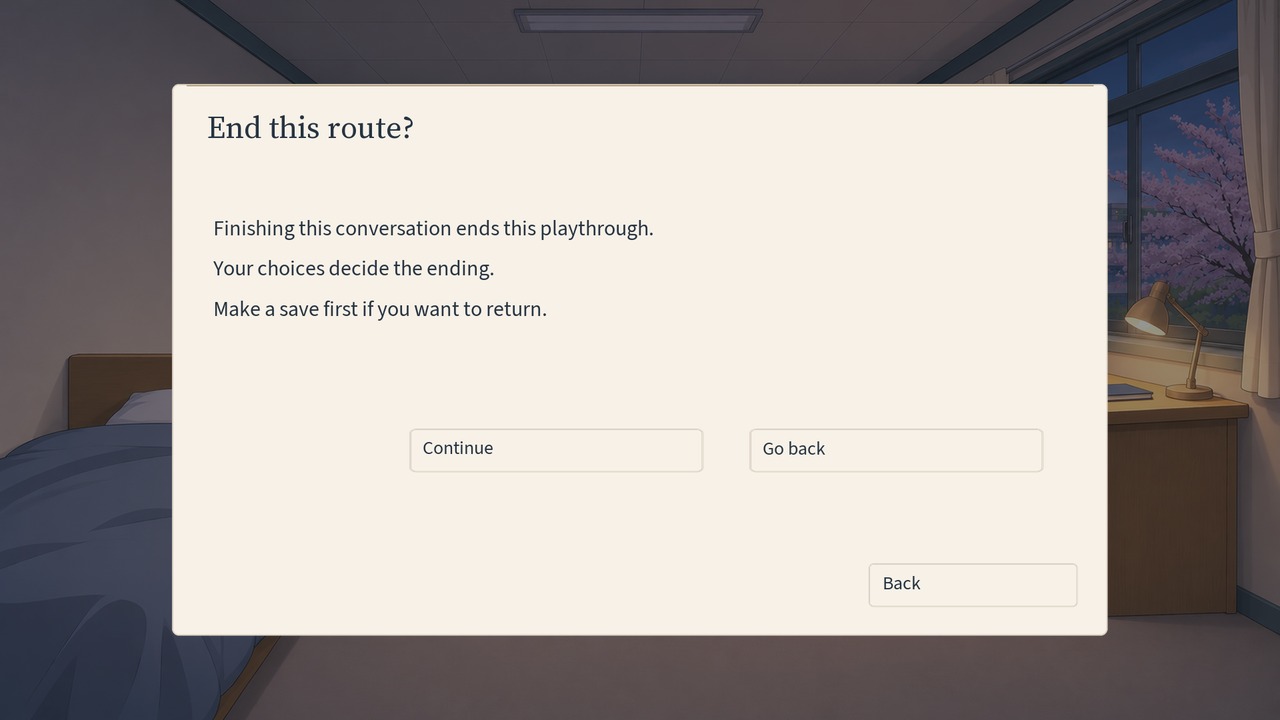 End this route?
Finishing this conversation ends this playthrough.
Your choices decide the ending.
Make a save first if you want to return.
Continue
Go back
Back